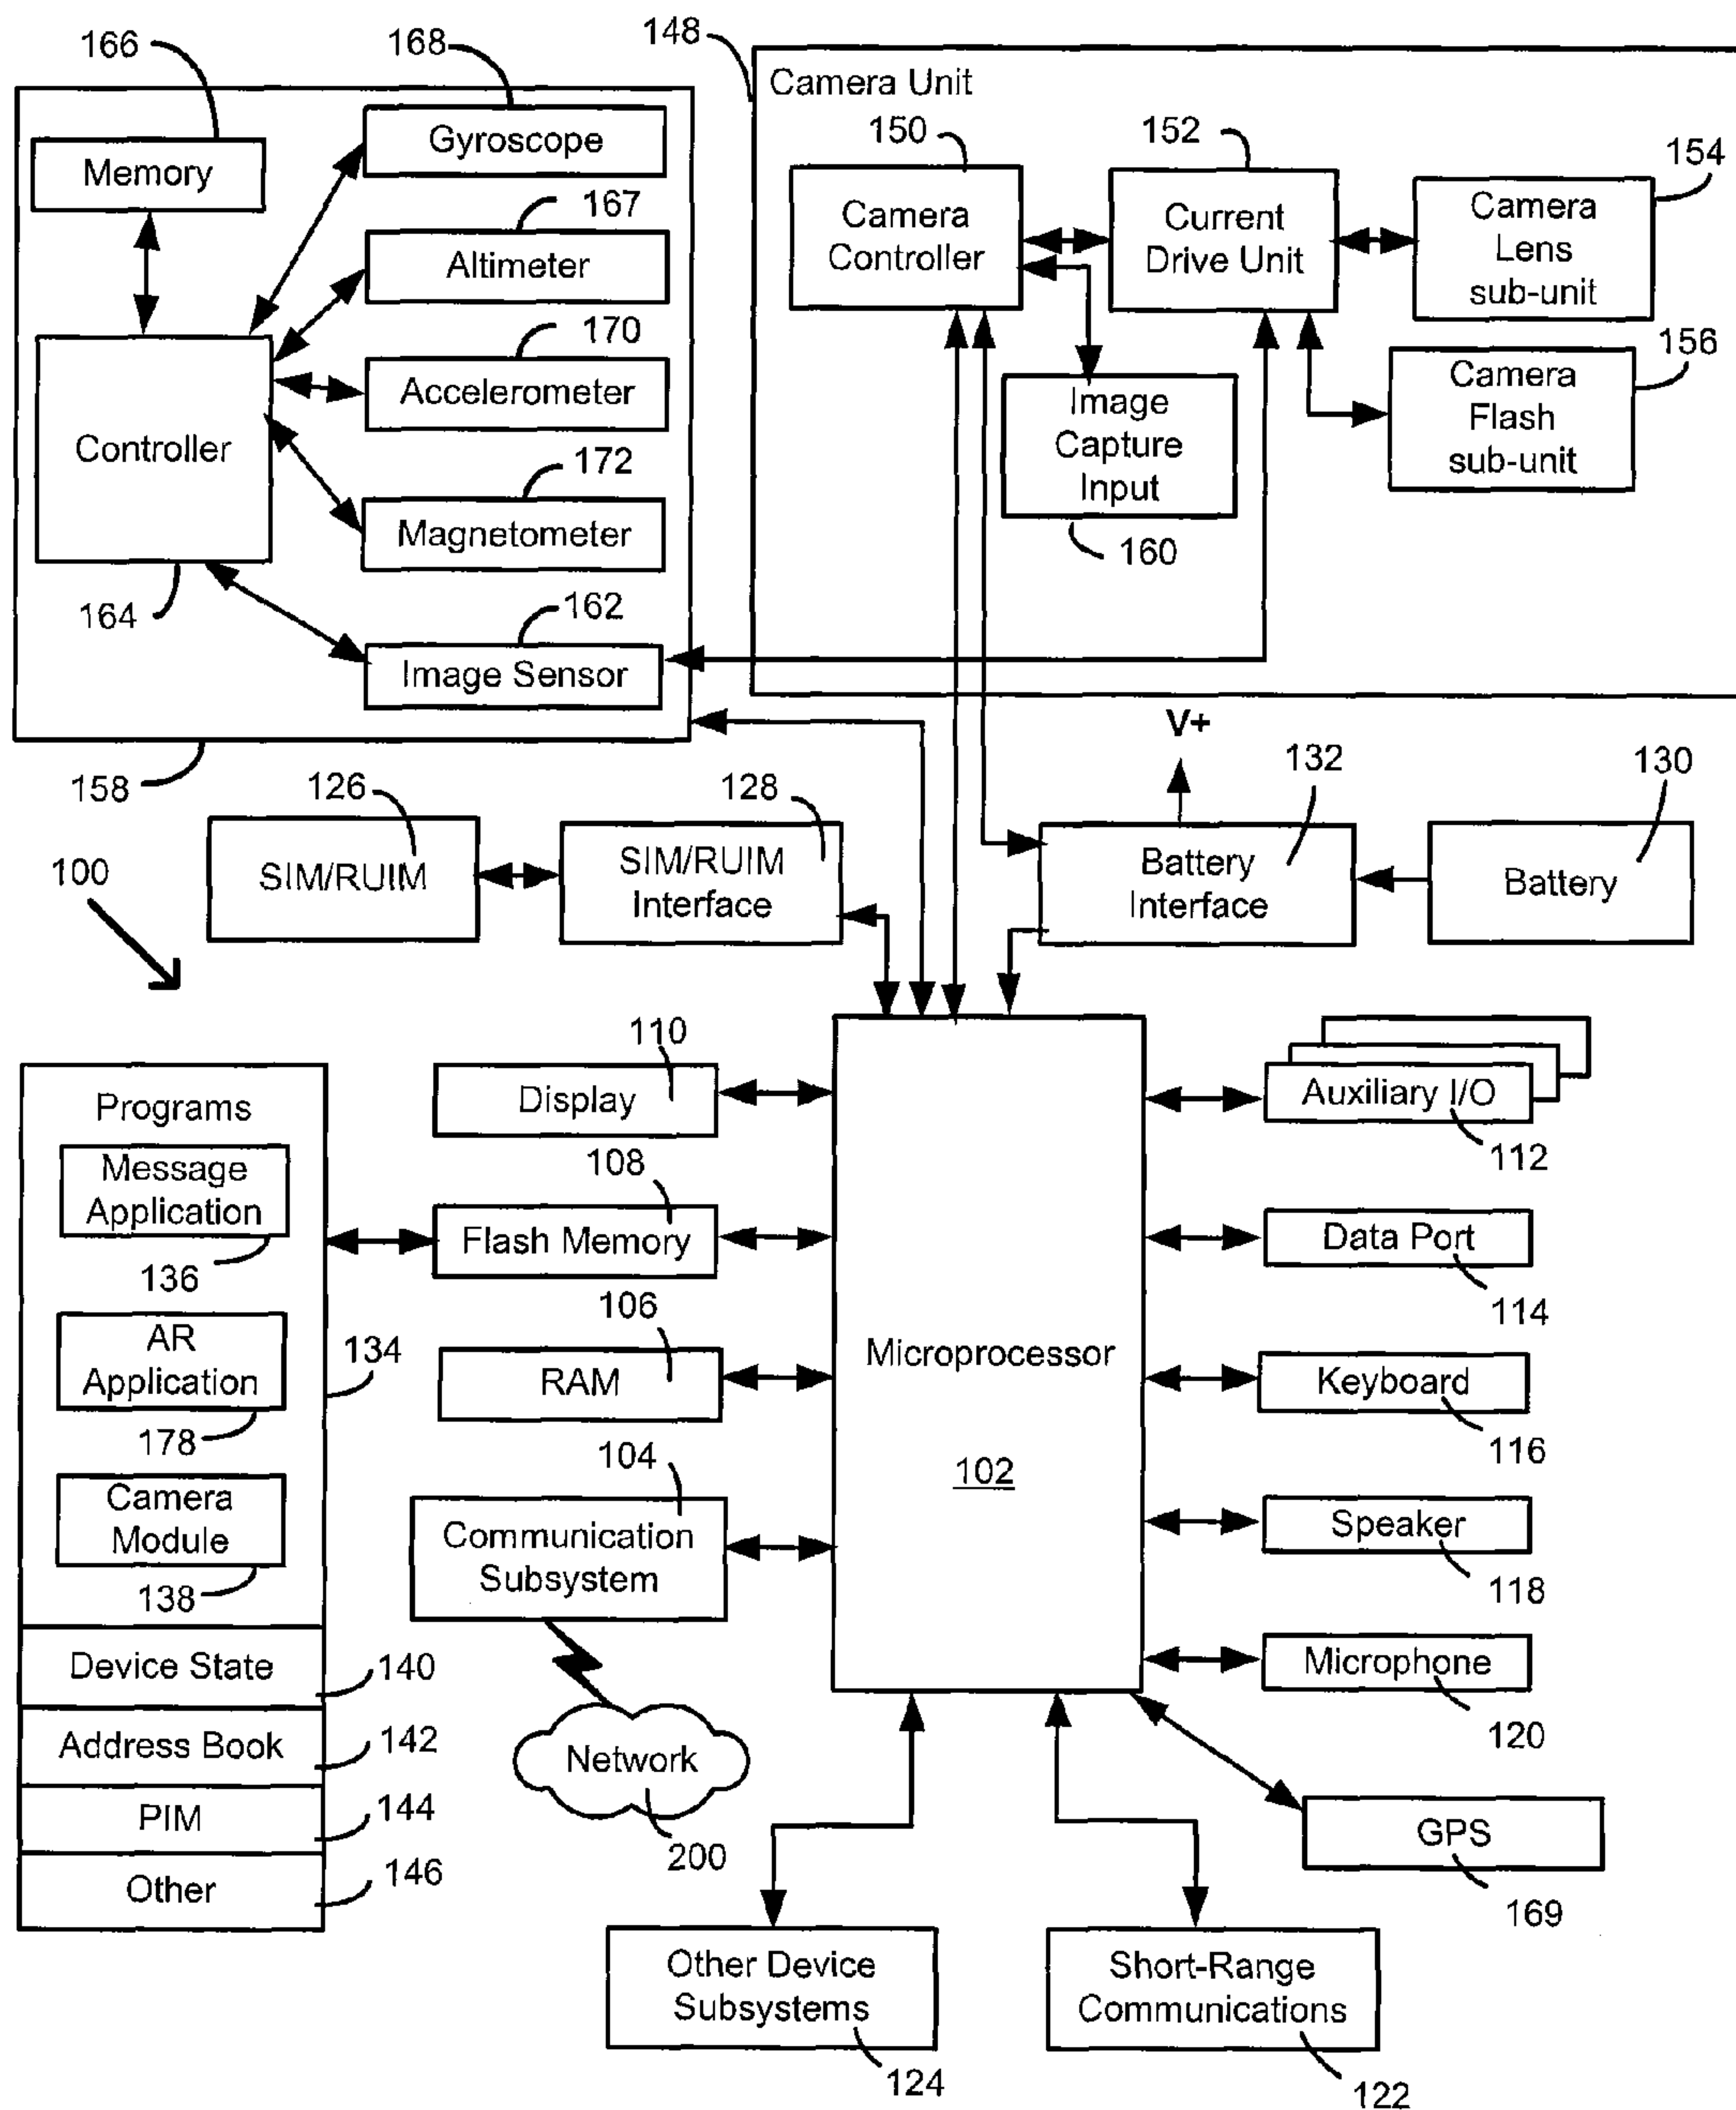 166
168
148
Camera Unit
Gyroscope
Memory
150
152
154
167
Altimeter
Camera
Controller
Current
Drive Unit
Camera
Lens
sub-unit
170
Accelerometer
156
Camera
Flash
sub-unit
Image
Capture
Input
Controller
172
Magnetometer
160
164
162
Image Sensor
158
V+
126
128
132
130
100
SIM/RUIM
SIM/RUIM
Interface
Battery
Interface
Battery
110
Programs
Display
Auxiliary I/O
112
Message
Application
108
136
Flash Memory
Data Port
114
AR
Application
134
106
Microprocessor
RAM
Keyboard
178
104
102
116
Camera
Module
Communication
Subsystem
Speaker
138
118
Device State
140
Microphone
120
Address Book
142
Network
PIM
144
200
GPS
Other
146
169
Other Device
Subsystems
Short-Range
Communications
124
122